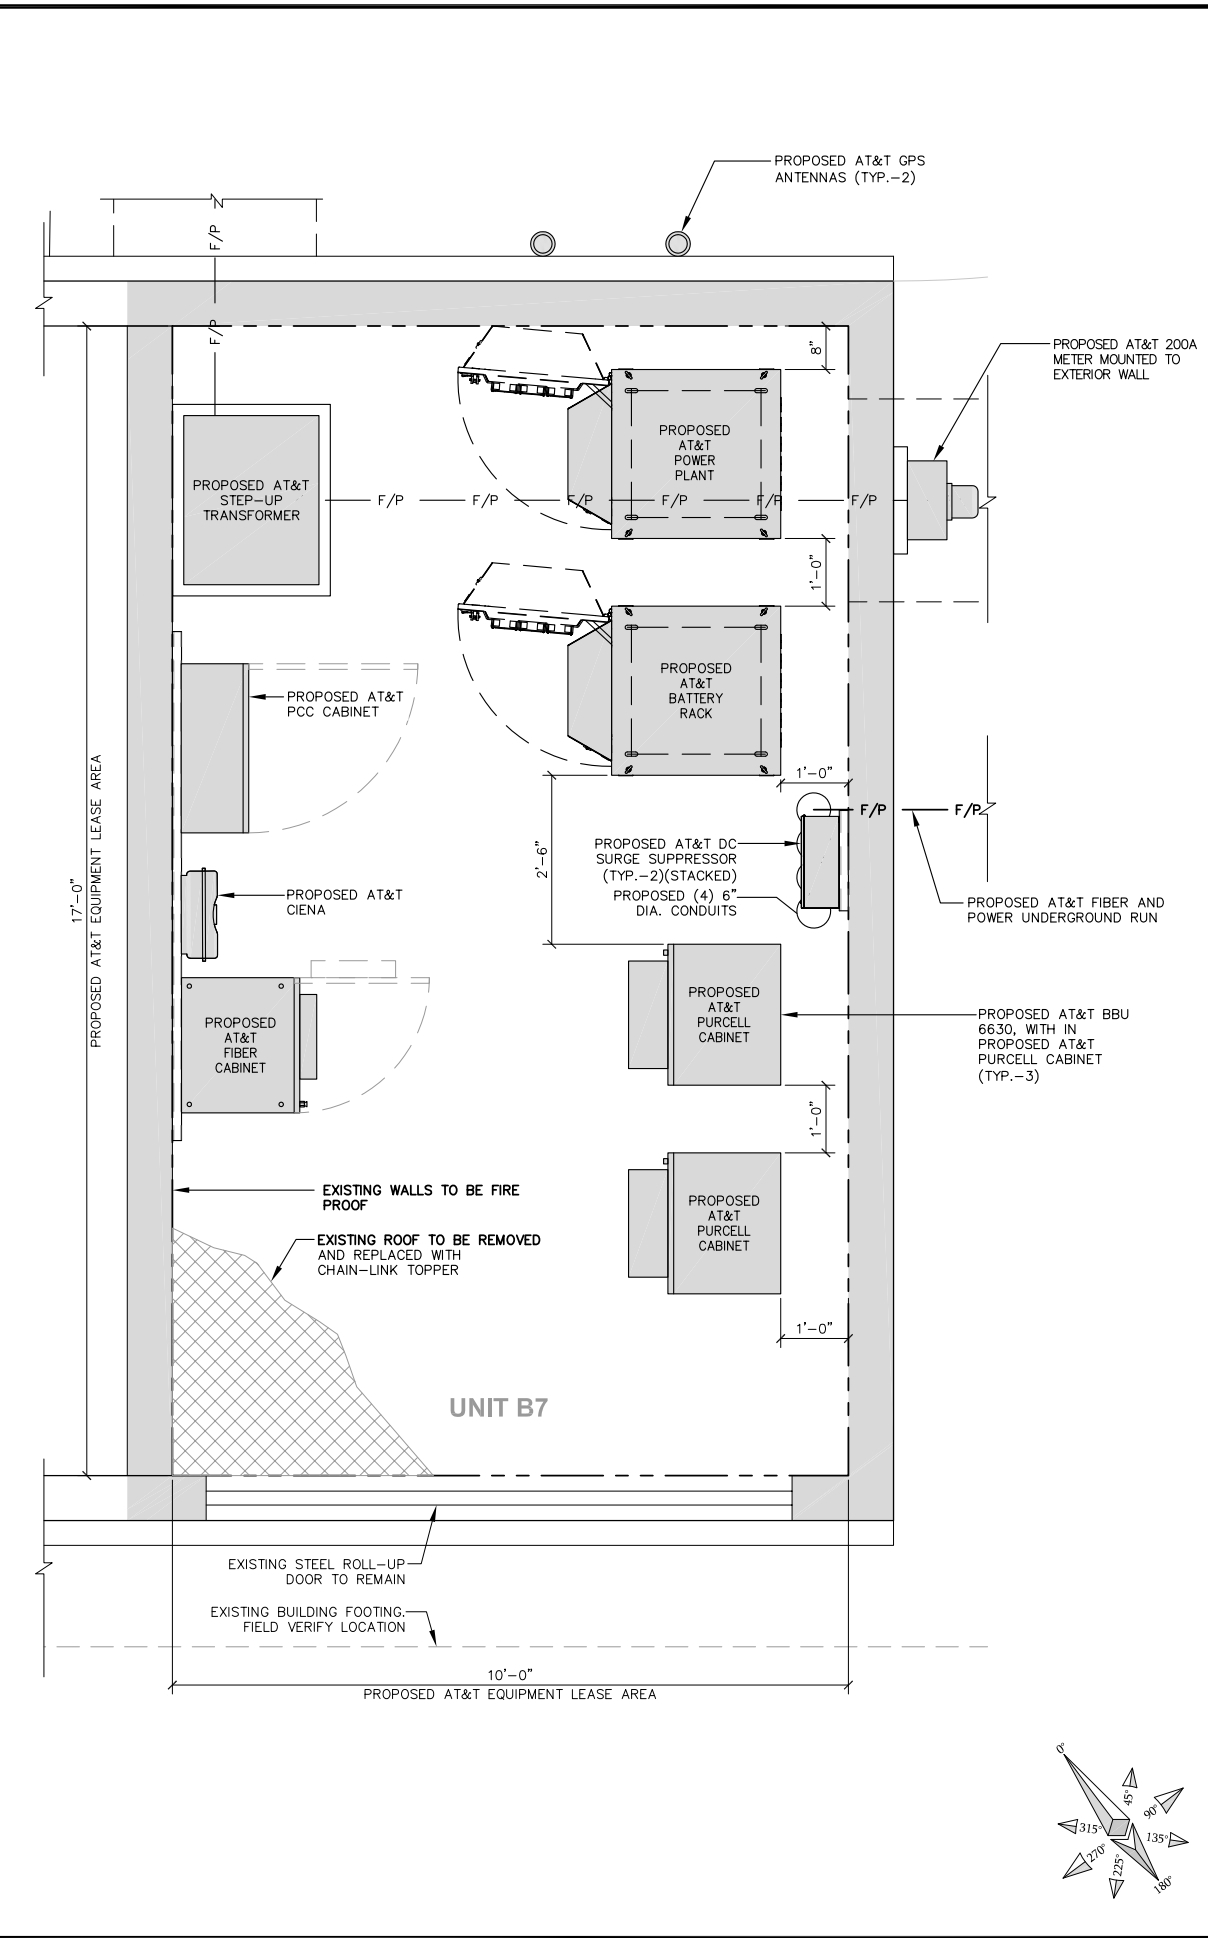 PROPOSED AT&T GPS
ANTENNAS (TYP.-2)
F/P
F/P
PROPOSED AT&T 200A
METER MOUNTED TO
EXTERIOR WALL
8"
PROPOSED
AT&T
POWER
PLANT
PROPOSED AT&T
STEP-UP
TRANSFORMER
F/P
F/P
F/P
F/P
F/P
F/P
1'-0"
PROPOSED
AT&T
BATTERY
RACK
PROPOSED AT&T
PCC CABINET
1'-0"
F/P
F/P
PROPOSED AT&T DC
SURGE SUPPRESSOR
(TYP.-2)(STACKED)
PROPOSED (4) 6"
DIA. CONDUITS
2'-6"
17'-0"
PROPOSED AT&T EQUIPMENT LEASE AREA
PROPOSED AT&T
CIENA
PROPOSED AT&T FIBER AND
POWER UNDERGROUND RUN
PROPOSED
AT&T
FIBER
CABINET
PROPOSED
AT&T
PURCELL
CABINET
PROPOSED AT&T BBU
6630, WITH IN
PROPOSED AT&T
PURCELL CABINET
(TYP.-3)
1'-0"
EXISTING WALLS TO BE FIRE
PROOF
PROPOSED
AT&T
PURCELL
CABINET
EXISTING ROOF TO BE REMOVED
AND REPLACED WITH
CHAIN-LINK TOPPER
1'-0"
UNIT B7
EXISTING STEEL ROLL-UP
DOOR TO REMAIN
EXISTING BUILDING FOOTING.
FIELD VERIFY LOCATION
10'-0"
PROPOSED AT&T EQUIPMENT LEASE AREA
0°
45°
90°
135°
180°
225°
270°
315°